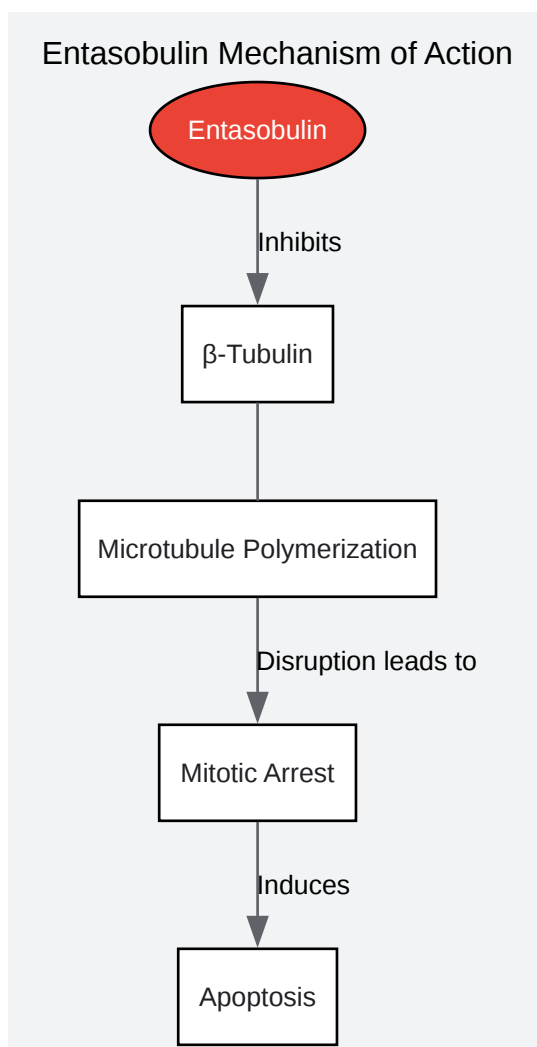 Entasobulin Mechanism of Action
Entasobulin
Inhibits
β-Tubulin
Microtubule Polymerization
Disruption leads to
Mitotic Arrest
Induces
Apoptosis